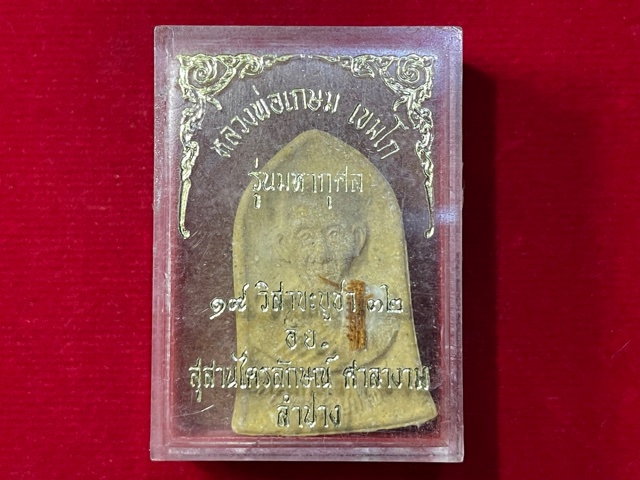 หลวงพ่อเกษม เขมโก
รุ่นมหากุศล
๑๗ วิสาขะบูชา ๓๒
สุสานไตรลักษณ์ ศาลางาม
ลำปาง